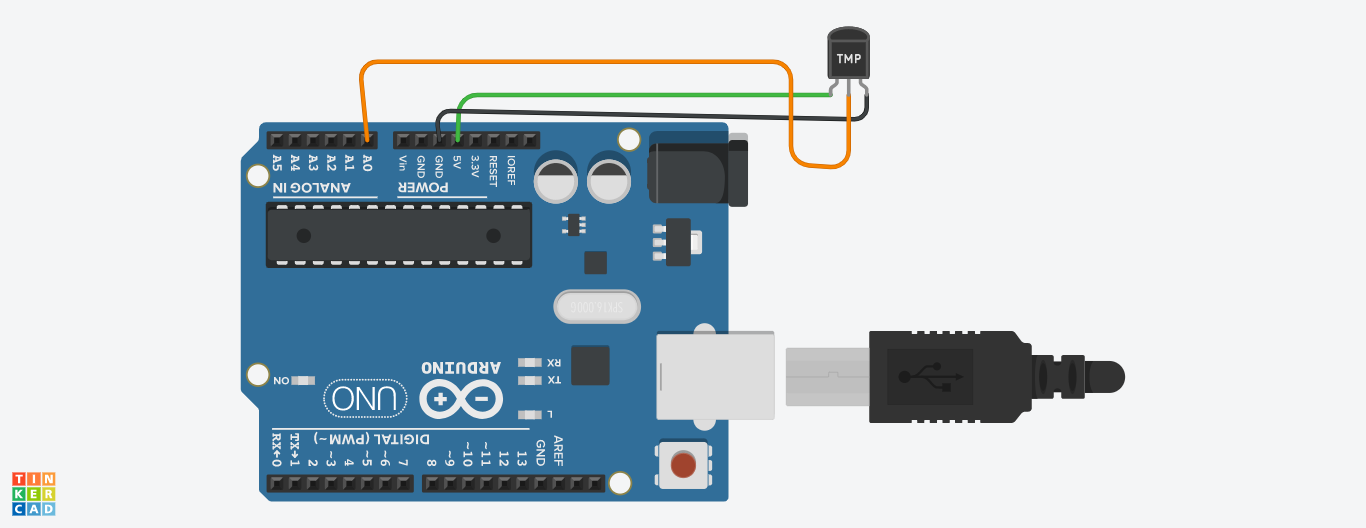 TMP
A5
A4
A3
A2
A1
A0
Vin
GND
GND
5V
3.3V
RESET
IOREF
ANALOG IN
POWER
RX
TX
L
ARDUINO
ON
UNO
DIGITAL (PWM~)
RX←0
TX→1
2
~3
4
~5
~6
7
8
~9
~10
~11
12
13
GND
AREF
TIN
KER
CAD